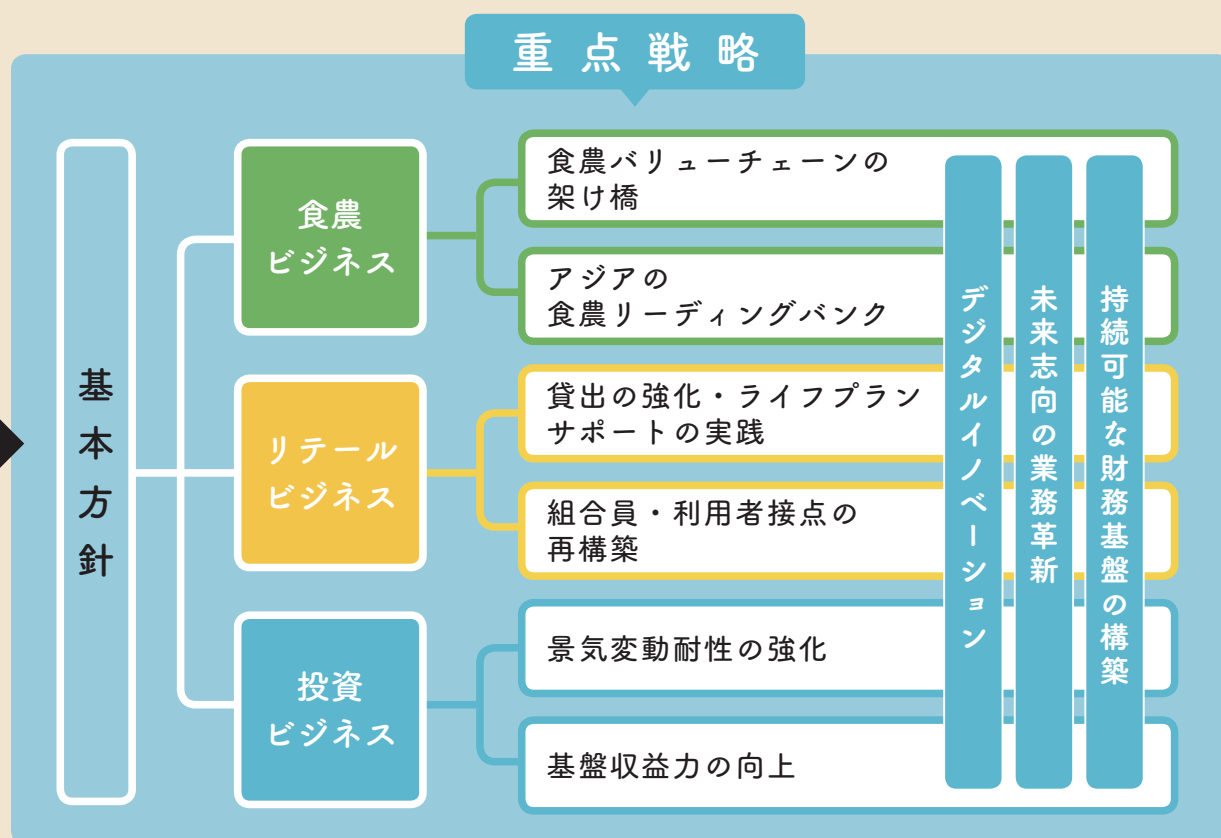 重点戦略
基本方針
食農
ビジネス
食農バリューチェーンの
架け橋
アジアの
食農リーディングバンク
リテール
ビジネス
貸出の強化・ライフプラン
サポートの実践
組合員・利用者接点の
再構築
投資
ビジネス
景気変動耐性の強化
基盤収益力の向上
デジタルイノベーション
未来志向の業務革新
持続可能な財務基盤の構築